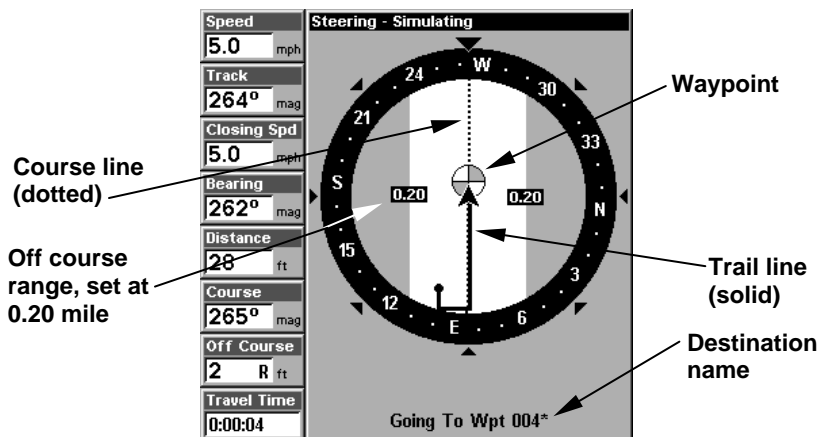 Speed
5.0 mph
Track
264º mag
Closing Spd
5.0 mph
Bearing
262º mag
Distance
28 ft
Course
265º mag
Off Course
2 R ft
Travel Time
0:00:04
Steering - Simulating
W
30
33
N
3
6
E
12
15
S
21
24
0.20
0.20
Going To Wpt 004*
Course line
(dotted)
Off course
range, set at
0.20 mile
Waypoint
Trail line
(solid)
Destination
name